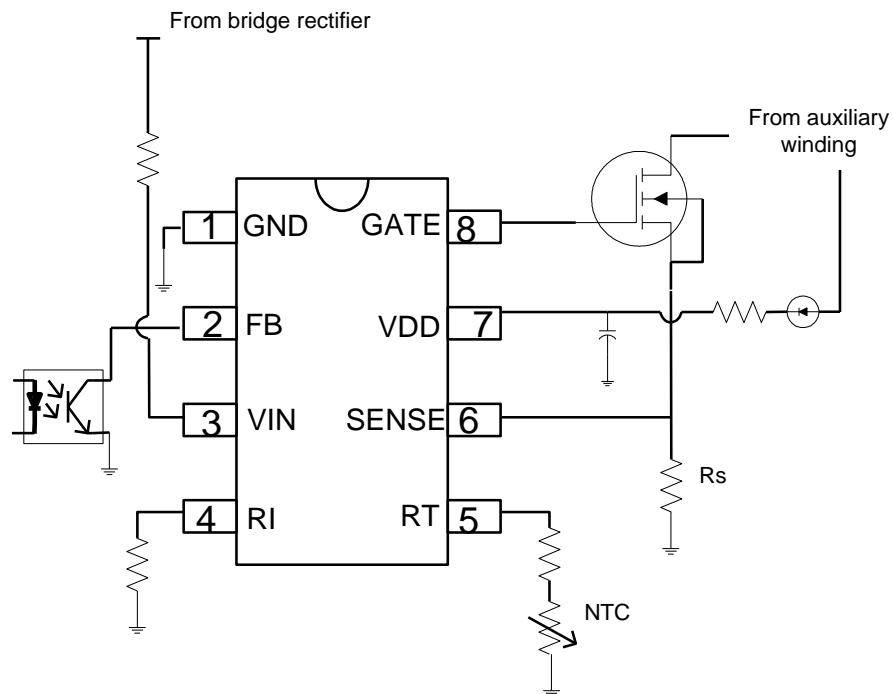 From bridge rectifier
From auxiliary
winding
1 GND GATE 8
2 FB VDD 7
3 VIN SENSE 6
Rs
4 RI RT 5
NTC